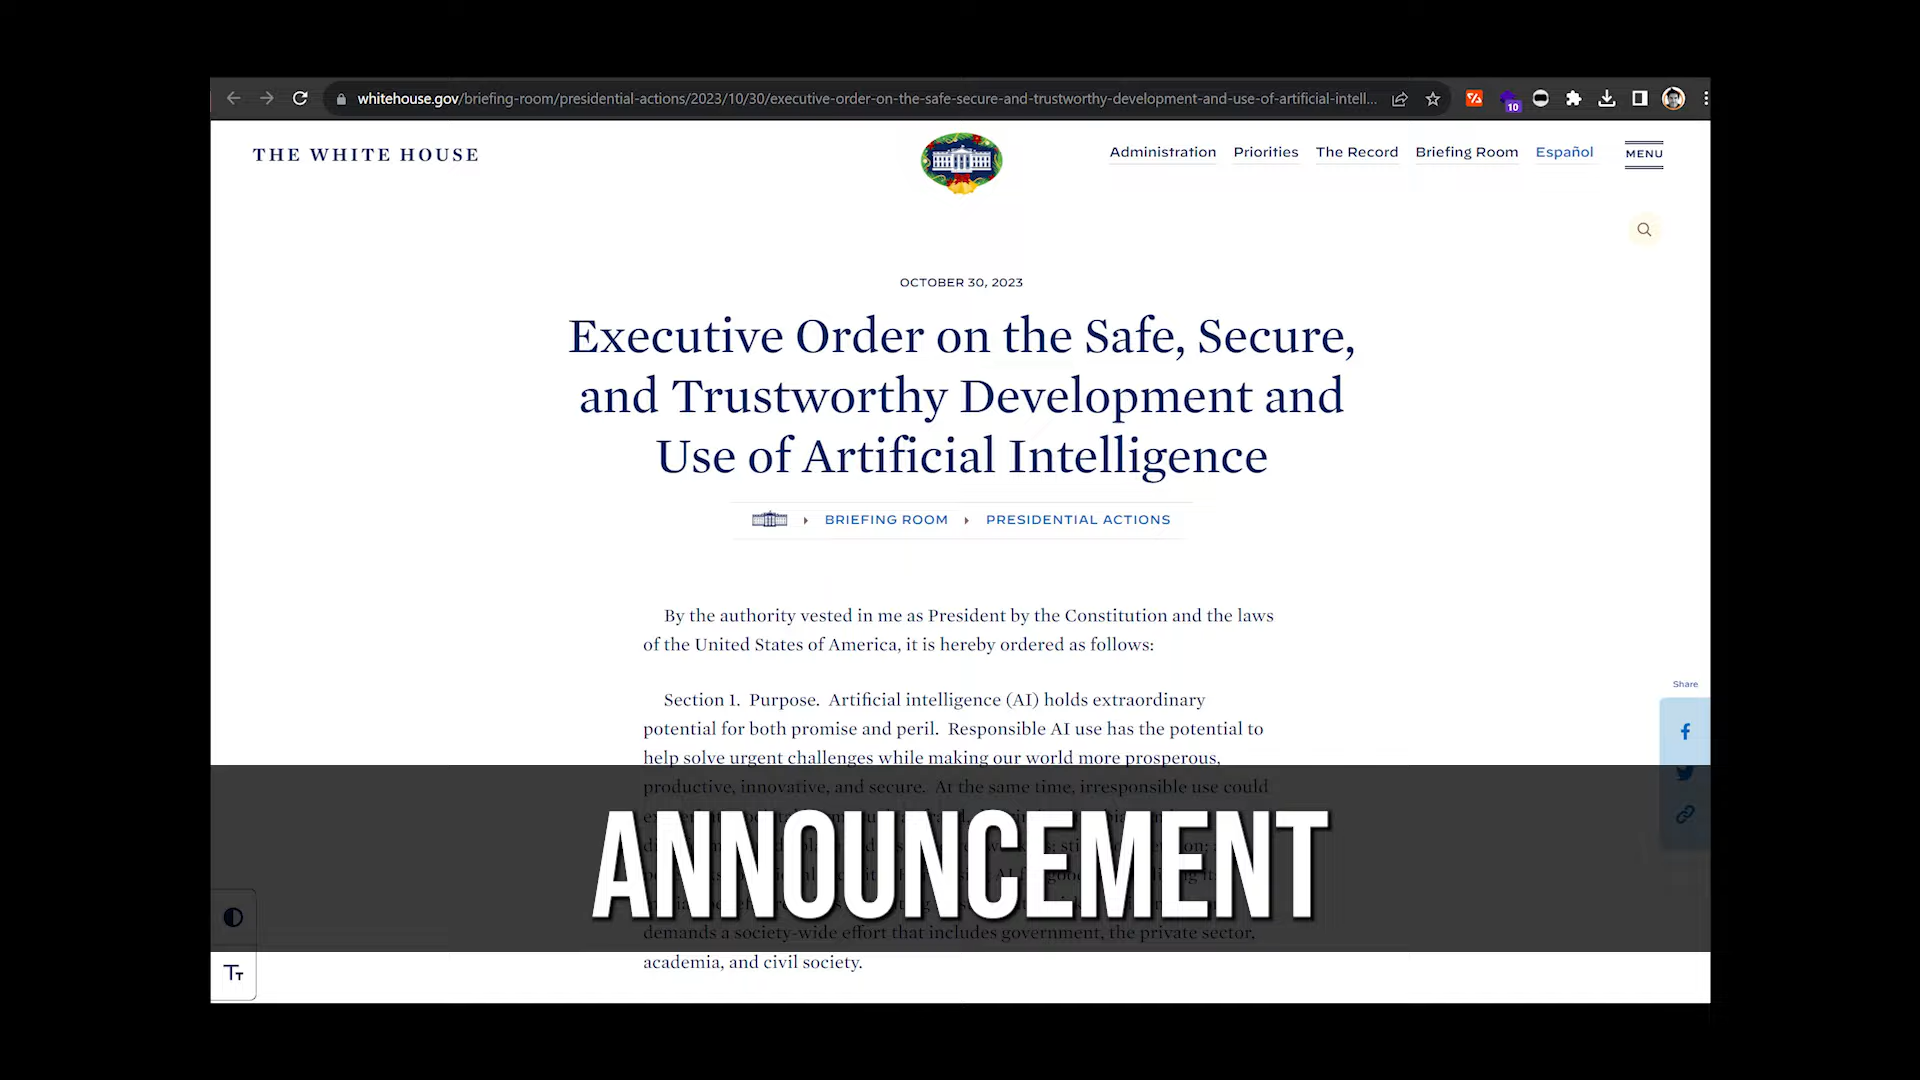 whitehouse.gov/briefing-room/presidential-actions/2023/10/30/executive-order-on-the-safe-secure-and-trustworthy-development-and-use-of-artificial-intell...
10
THE WHITE HOUSE
Administration Priorities The Record Briefing Room Español
MENU
OCTOBER 30, 2023
Executive Order on the Safe, Secure,
and Trustworthy Development and
Use of Artificial Intelligence
BRIEFING ROOM PRESIDENTIAL ACTIONS
By the authority vested in me as President by the Constitution and the laws
of the United States of America, it is hereby ordered as follows:
Section 1. Purpose. Artificial intelligence (AI) holds extraordinary
potential for both promise and peril. Responsible AI use has the potential to
help solve urgent challenges while making our world more prosperous,
productive, innovative, and secure. At the same time, irresponsible use could
ANNOUNCEMENT
demands a society-wide effort that includes government, the private sector,
academia, and civil society.
Share
Tт